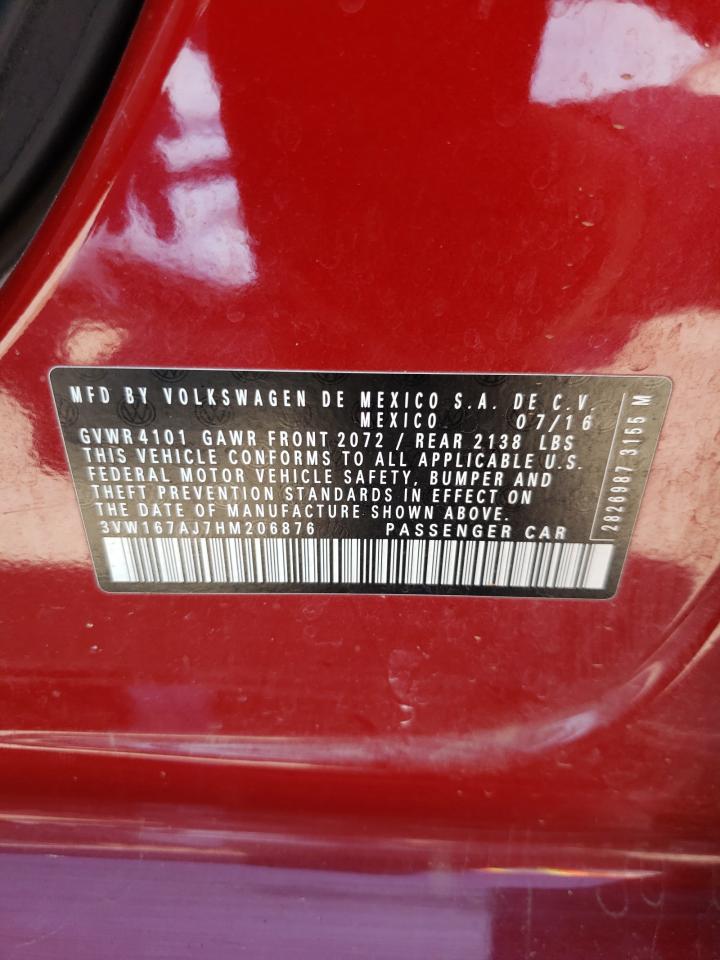 MFD BY VOLKSWAGEN DE MEXICO S.A. DE C.V.
MEXICO 07/16
GVWR 4101 GAWR FRONT 2072 / REAR 2138 LBS
THIS VEHICLE CONFORMS TO ALL APPLICABLE U.S.
FEDERAL MOTOR VEHICLE SAFETY, BUMPER AND
THEFT PREVENTION STANDARDS IN EFFECT ON
THE DATE OF MANUFACTURE SHOWN ABOVE.
3VW167AJ7HM206876 PASSENGER CAR
2826987 3155 M